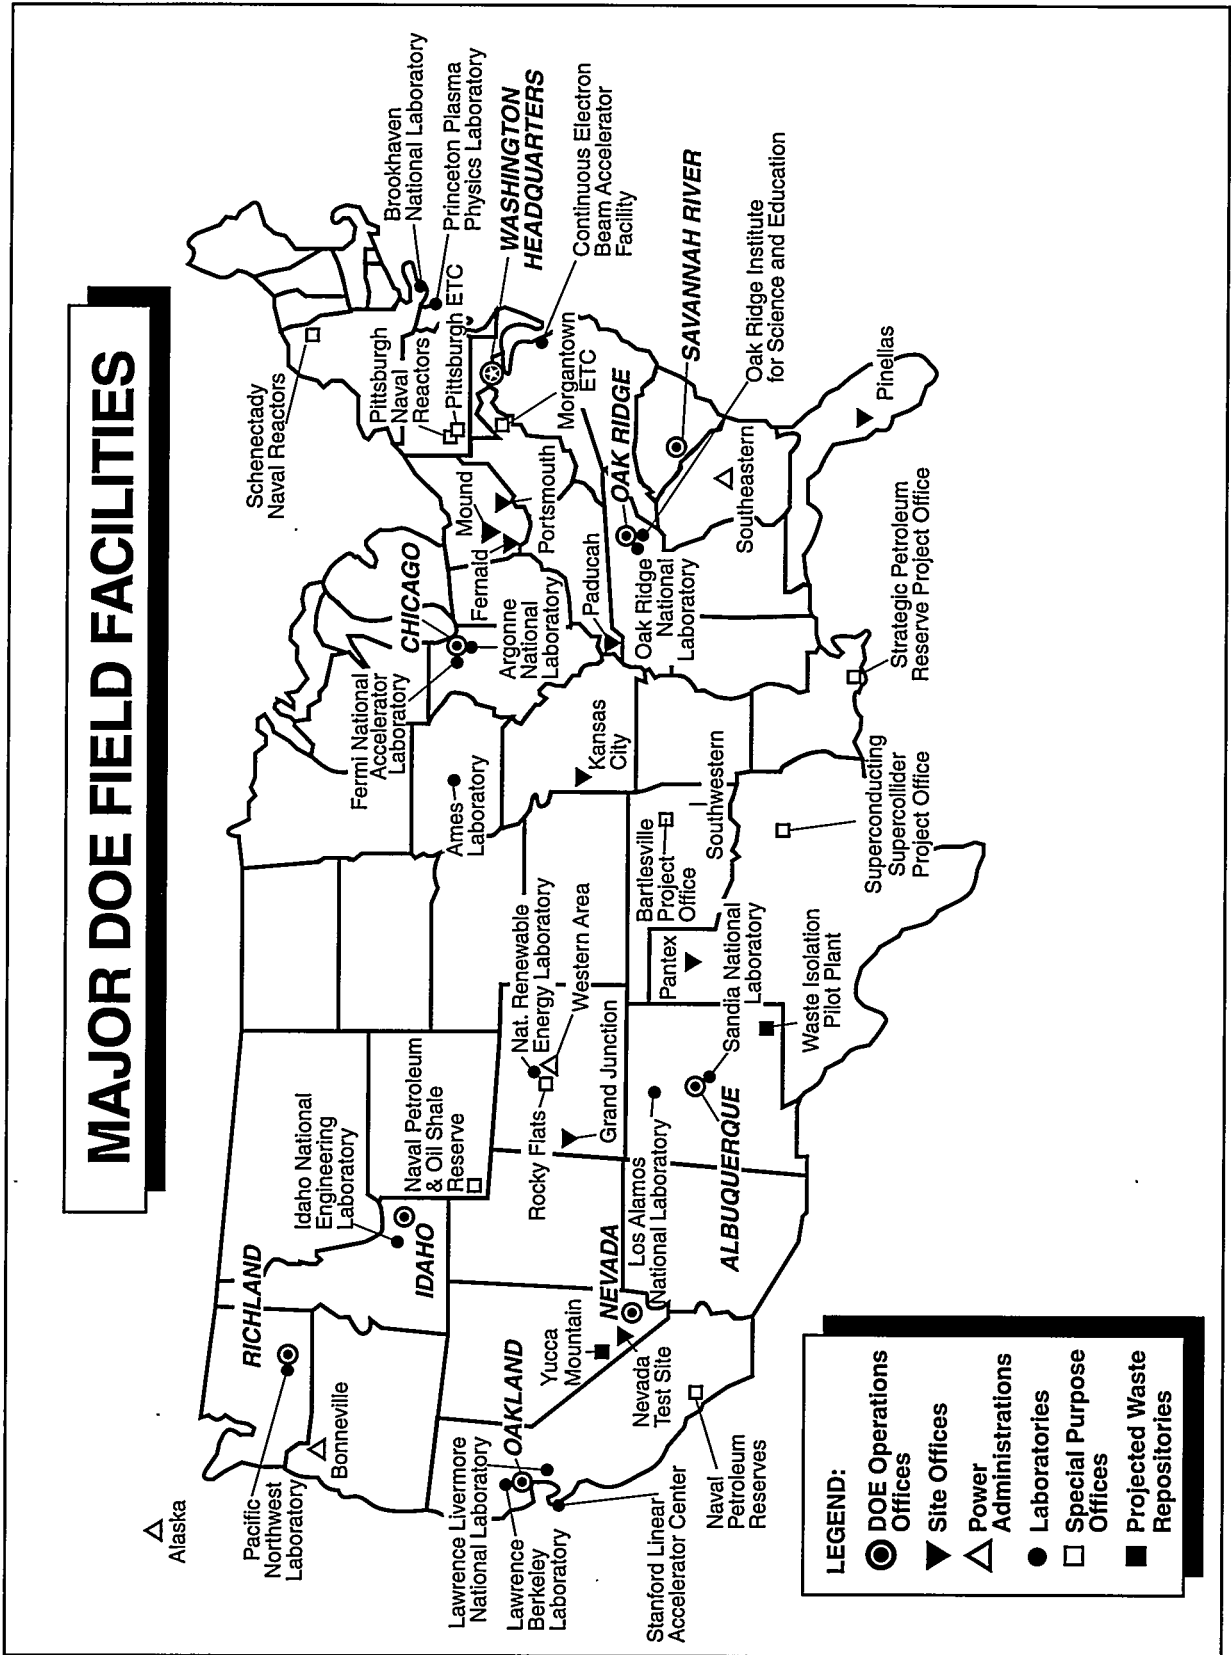 MAJOR DOE FIELD FACILITIES
Alaska
Pacific
Northwest
Laboratory
RICHLAND
Bonneville
Idaho National
Engineering
Laboratory
IDAHO
Naval Petroleum
& Oil Shale
Reserve
Lawrence Livermore
National Laboratory
Lawrence
Berkeley
Laboratory
OAKLAND
Stanford Linear
Accelerator Center
Naval
Petroleum
Reserves
Yucca
Mountain
NEVADA
Nevada
Test Site
Rocky Flats
Nat. Renewable
Energy Laboratory
Western Area
Grand Junction
Los Alamos
National Laboratory
ALBUQUERQUE
Sandia National
Laboratory
Waste Isolation
Pilot Plant
Pantex
Bartlesville
Project
Office
Southwestern
Superconducting
Supercollider
Project Office
Strategic Petroleum
Reserve Project Office
Kansas
City
Ames
Laboratory
Fermi National
Accelerator
Laboratory
CHICAGO
Argonne
National
Laboratory
Paducah
Fernald
Mound
Portsmouth
Oak Ridge
National
Laboratory
OAK RIDGE
Oak Ridge Institute
for Science and Education
Southeastern
SAVANNAH RIVER
Pinellas
Schenectady
Naval Reactors
Pittsburgh
Naval
Reactors
Pittsburgh ETC
Morgantown
ETC
Brookhaven
National Laboratory
Princeton Plasma
Physics Laboratory
WASHINGTON
HEADQUARTERS
Continuous Electron
Beam Accelerator
Facility
LEGEND:
DOE Operations
Offices
Site Offices
Power
Administrations
Laboratories
Special Purpose
Offices
Projected Waste
Repositories